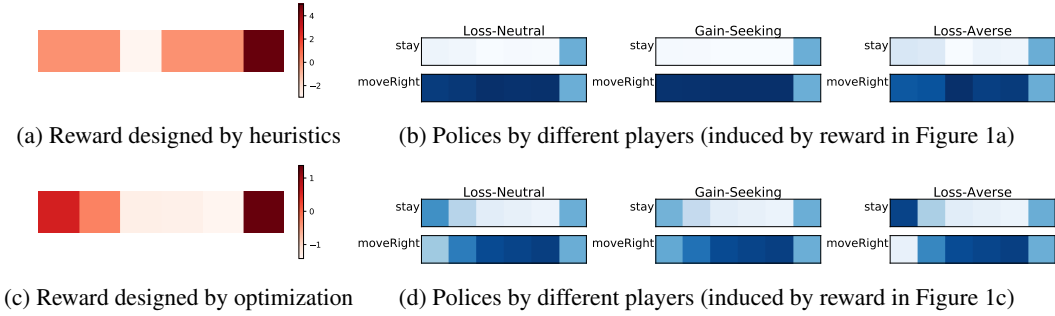 4
2
0
−2
(a) Reward designed by heuristics
Loss-Neutral
stay
moveRight
Gain-Seeking
stay
moveRight
Loss-Averse
stay
moveRight
(b) Polices by different players (induced by reward in Figure 1a)
1
0
−1
(c) Reward designed by optimization
Loss-Neutral
stay
moveRight
Gain-Seeking
stay
moveRight
Loss-Averse
stay
moveRight
(d) Polices by different players (induced by reward in Figure 1c)